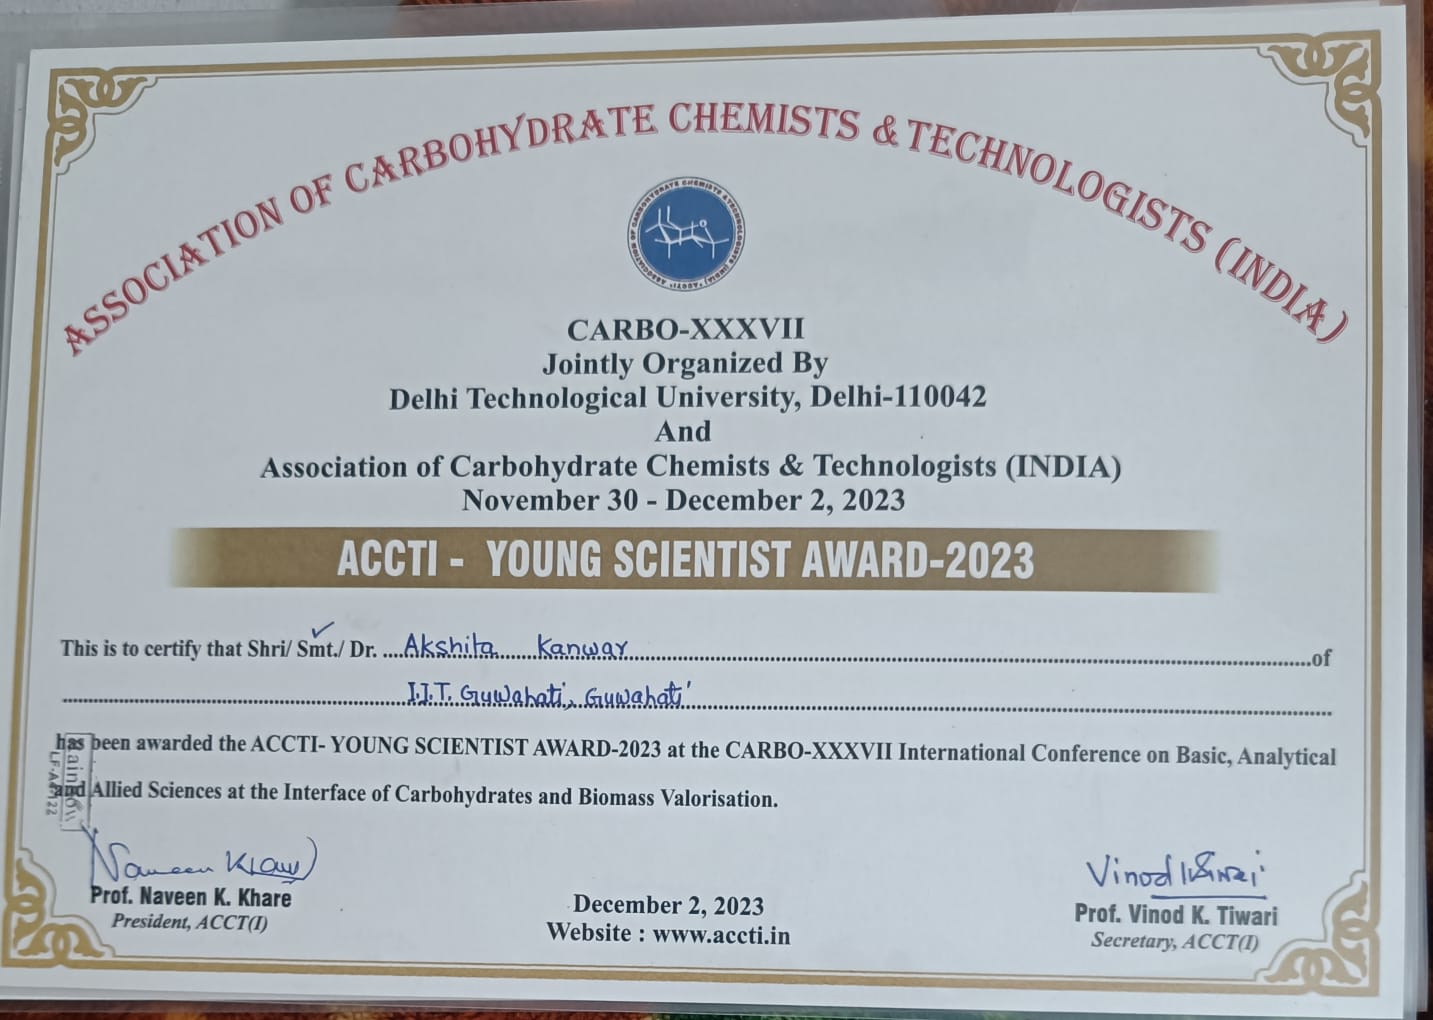 ASSOCIATION OF CARBOHYDRATE CHEMISTS & TECHNOLOGISTS (INDIA)
CARBO-XXXVII
Jointly Organized By
Delhi Technological University, Delhi-110042
And
Association of Carbohydrate Chemists & Technologists (INDIA)
November 30 - December 2, 2023
ACCTI - YOUNG SCIENTIST AWARD-2023
This is to certify that Shri/ Smt./ Dr. ....Akshita Kanwar....of
I.I.T. Guwahati, Guwahati
has been awarded the ACCTI- YOUNG SCIENTIST AWARD-2023 at the CARBO-XXXVII International Conference on Basic, Analytical
and Allied Sciences at the Interface of Carbohydrates and Biomass Valorisation.
Naveen Khare
Prof. Naveen K. Khare
President, ACCT(I)
December 2, 2023
Website : www.accti.in
Vinod
Prof. Vinod K. Tiwari
Secretary, ACCT(I)